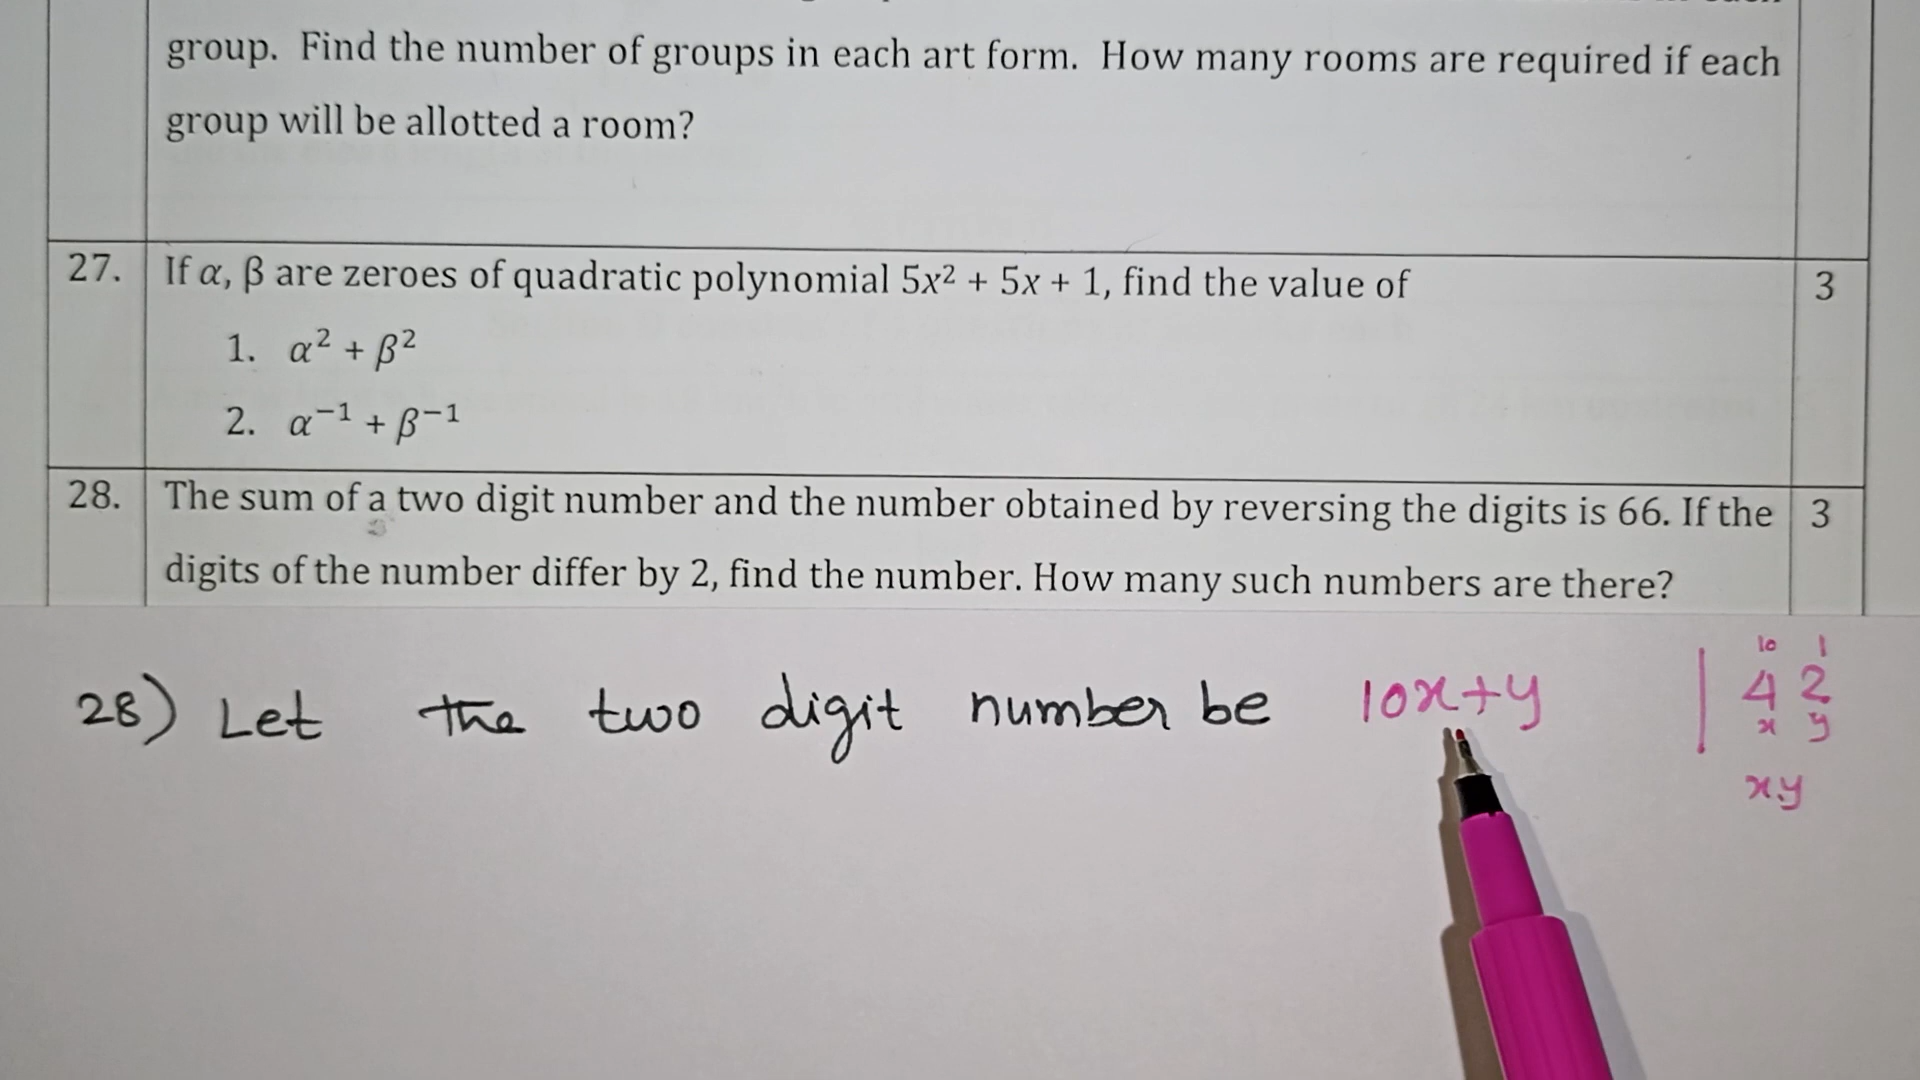 group. Find the number of groups in each art form. How many rooms are required if each
group will be allotted a room?
27. If α, β are zeroes of quadratic polynomial 5x² + 5x + 1, find the value of 3
1. α² + β²
2. α⁻¹ + β⁻¹
28. The sum of a two digit number and the number obtained by reversing the digits is 66. If the 3
digits of the number differ by 2, find the number. How many such numbers are there?
10 1
28) Let the two digit number be 10x+y | 4 2
x y
xy